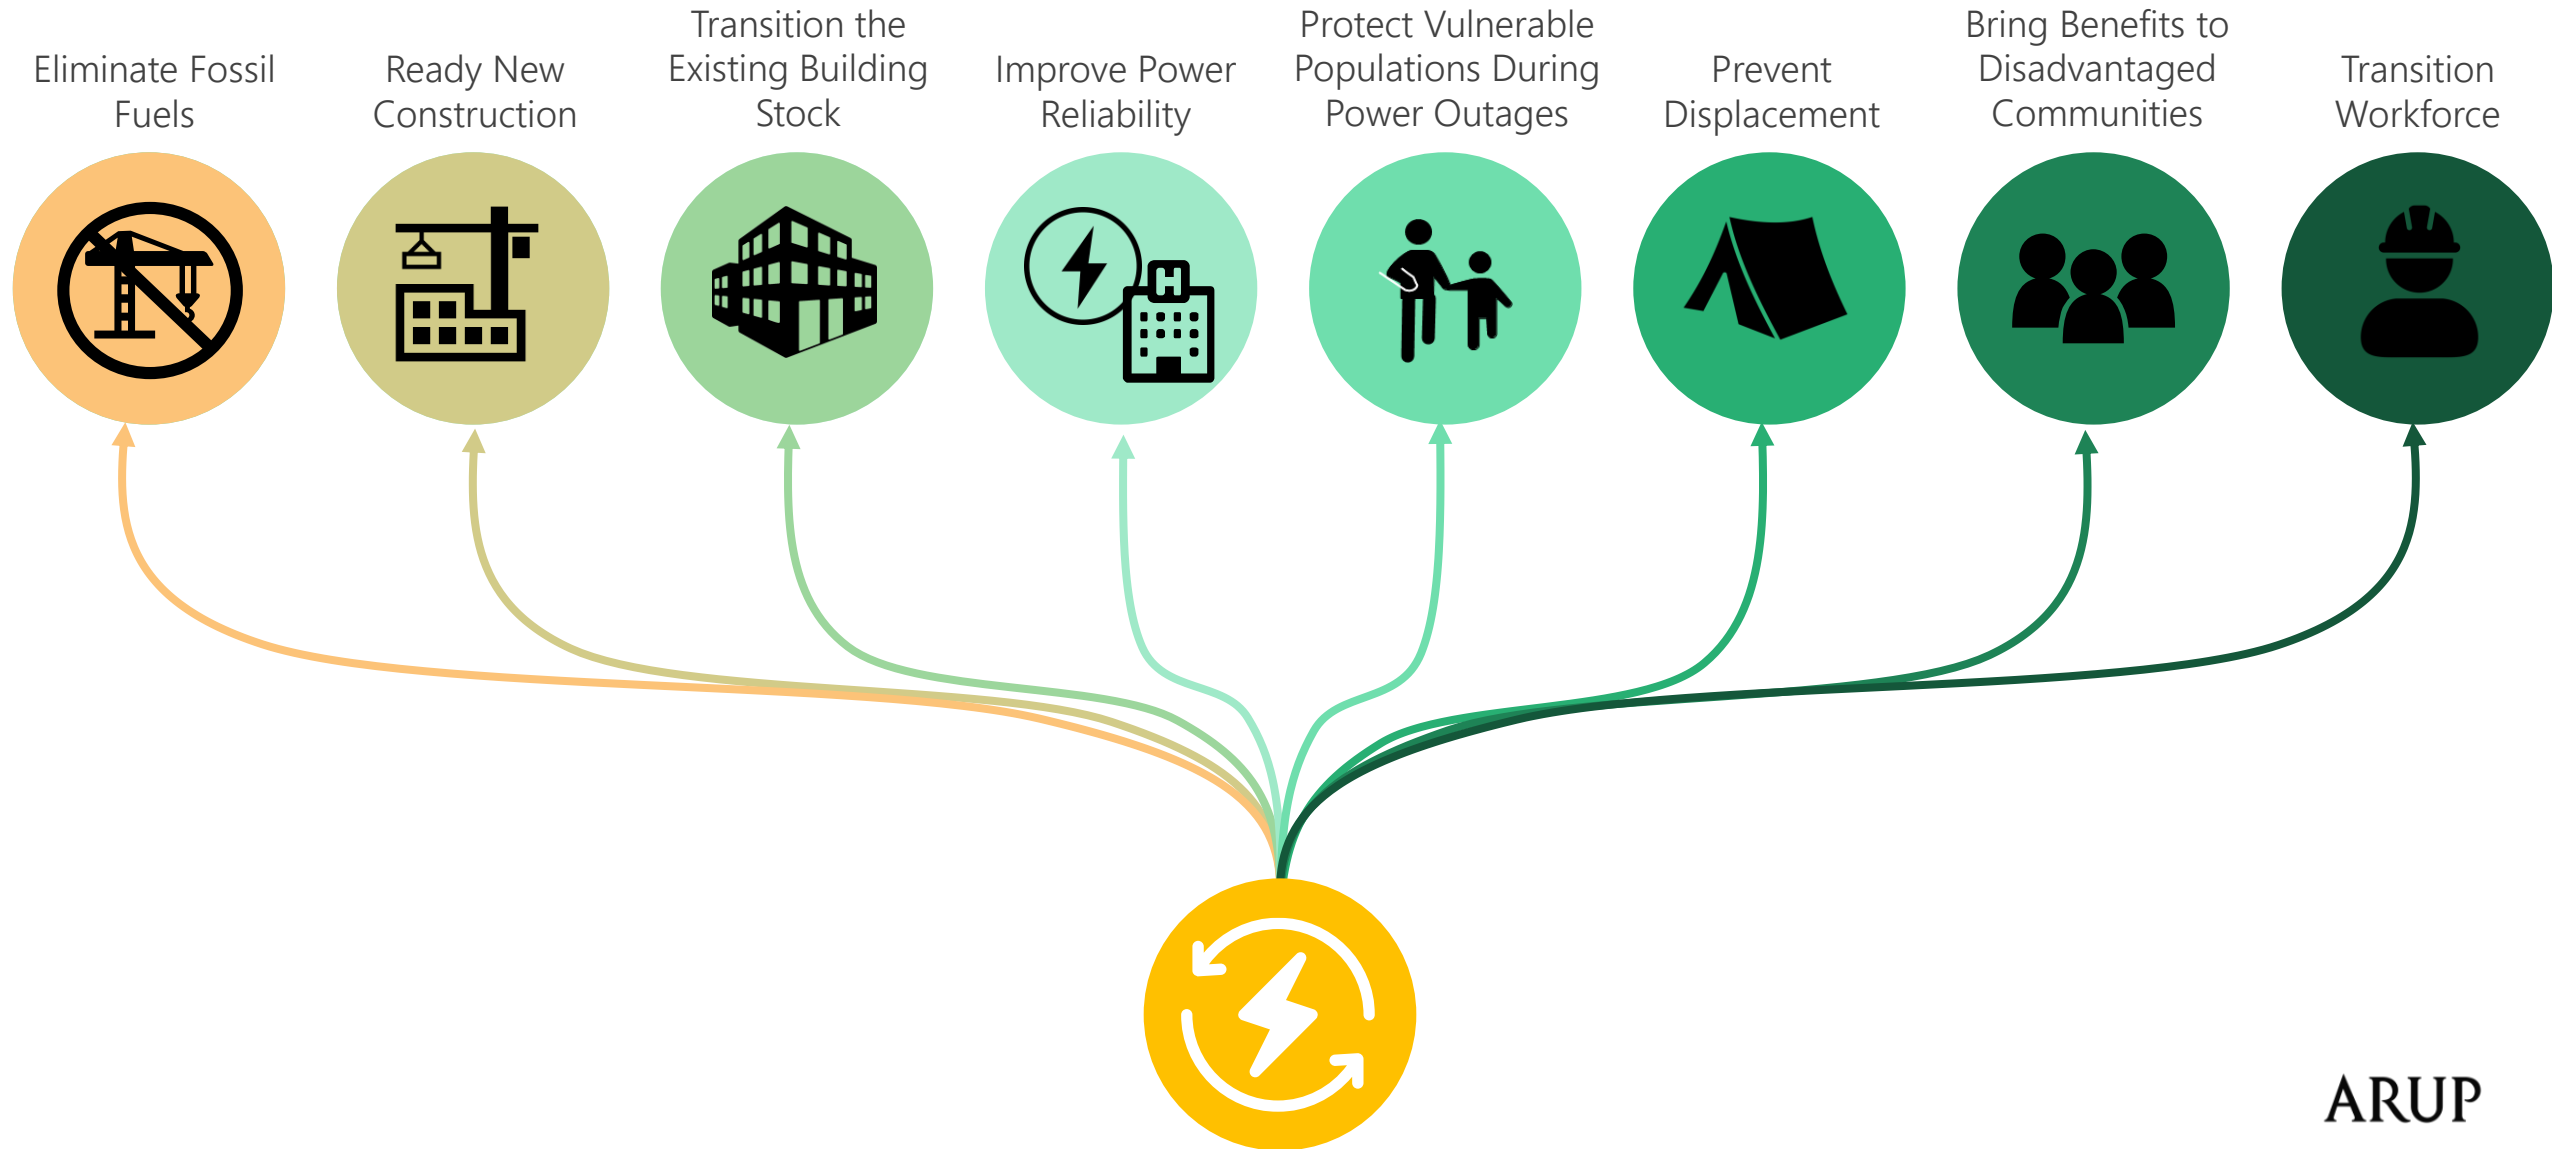 Eliminate Fossil
Fuels
Ready New
Construction
Transition the
Existing Building
Stock
Improve Power
Reliability
Protect Vulnerable
Populations During
Power Outages
Prevent
Displacement
Bring Benefits to
Disadvantaged
Communities
Transition
Workforce
H
ARUP